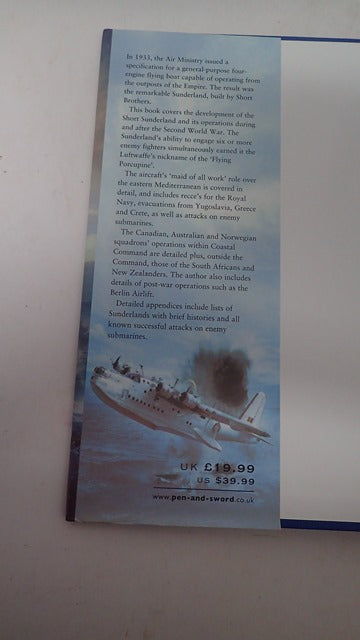 In 1933, the Air Ministry issued a
specification for a general-purpose four-
engine flying boat capable of operating from
the outposts of the Empire. The result was
the remarkable Sunderland, built by Short
Brothers.
This book covers the development of the
Short Sunderland and its operations during
and after the Second World War. The
Sunderland's ability to engage six or more
enemy fighters simultaneously earned it the
Luftwaffe's nickname of the 'Flying
Porcupine'.
The aircraft's 'maid of all work' role over
the eastern Mediterranean is covered in
detail, and includes recce's for the Royal
Navy, evacuations from Yugoslavia, Greece
and Crete, as well as attacks on enemy
submarines.
The Canadian, Australian and Norwegian
squadrons' operations within Coastal
Command are detailed plus, outside the
Command, those of the South Africans and
New Zealanders. The author also includes
details of post-war operations such as the
Berlin Airlift.
Detailed appendices include lists of
Sunderlands with brief histories and all
known successful attacks on enemy
submarines.
UK £19.99
US $39.99
www.pen-and-sword.co.uk